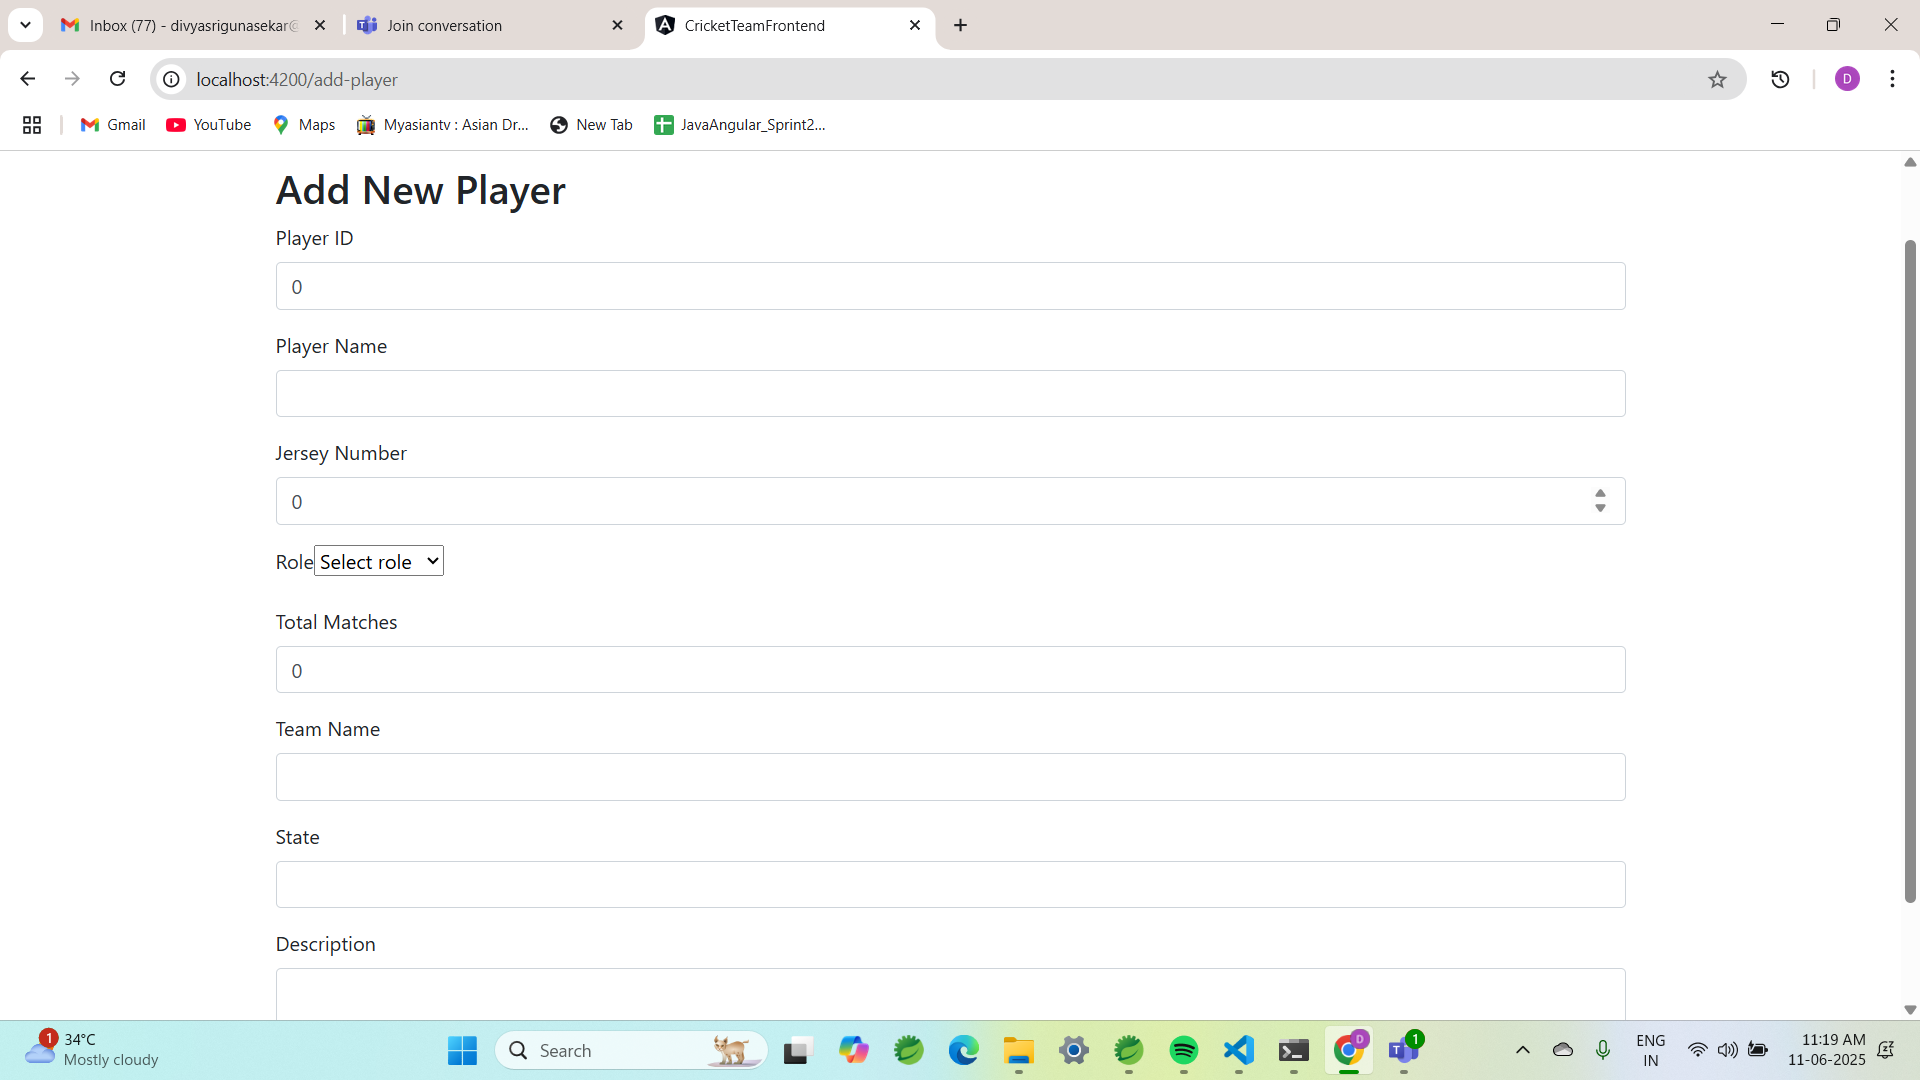 Inbox (77) - divyasrigunasekar@
Join conversation
CricketTeamFrontend
localhost:4200/add-player
D
Gmail
YouTube
Maps
Myasiantv : Asian Dr...
New Tab
JavaAngular_Sprint2...
Add New Player
Player ID
0
Player Name
Jersey Number
0
Role Select role
Total Matches
0
Team Name
State
Description
1
34°C
Mostly cloudy
Search
D
T
1
ENG
IN
11:19 AM
11-06-2025